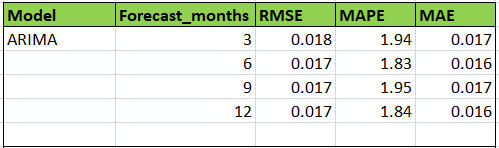 Model Forecast_months RMSE MAPE MAE
ARIMA 3 0.018 1.94 0.017
6 0.017 1.83 0.016
9 0.017 1.95 0.017
12 0.017 1.84 0.016